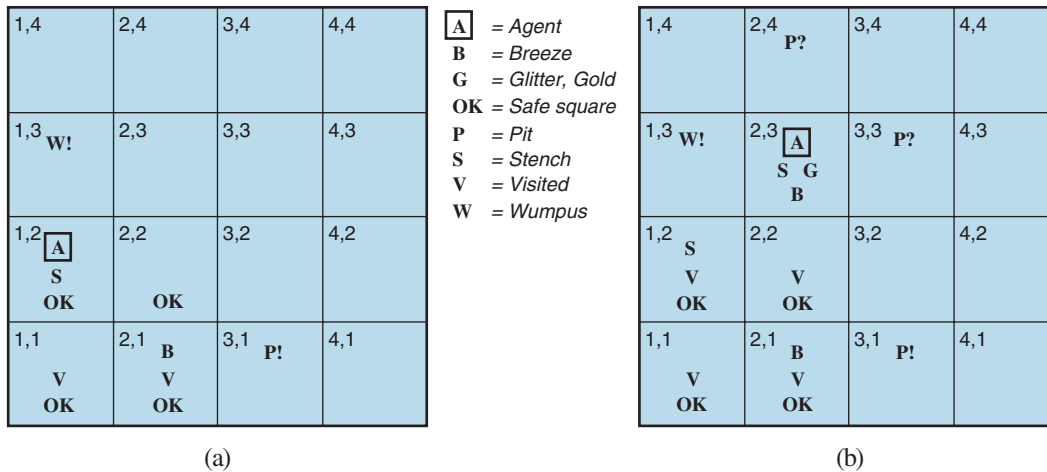 1,4 2,4 3,4 4,4
1,3 W! 2,3 3,3 4,3
1,2 A 2,2 3,2 4,2
S
OK OK
1,1 2,1 B 3,1 P! 4,1
V V
OK OK
(a)
A = Agent
B = Breeze
G = Glitter, Gold
OK = Safe square
P = Pit
S = Stench
V = Visited
W = Wumpus
1,4 2,4 P? 3,4 4,4
1,3 W! 2,3 A 3,3 P? 4,3
S G
B
1,2 S 2,2 3,2 4,2
V V
OK OK
1,1 2,1 B 3,1 P! 4,1
V V
OK OK
(b)